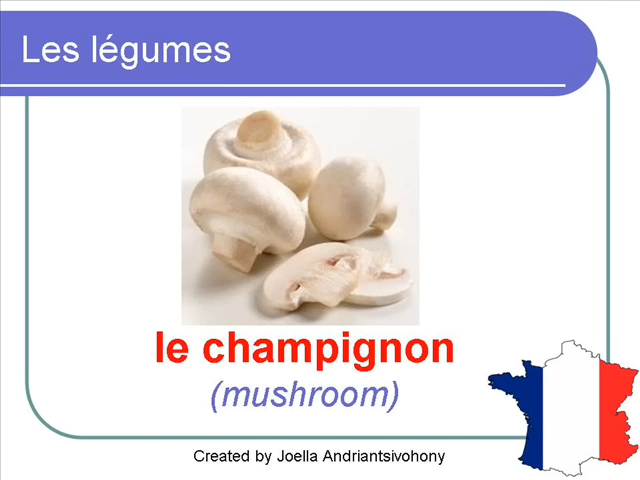 Les légumes
le champignon
(mushroom)
Created by Joella Andriantsivohony